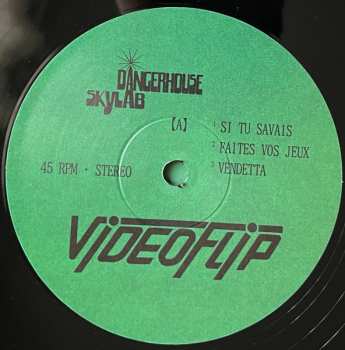 DANGERHOUSE
SKYLAB
[A]
1 SI TU SAVAIS
2 FAITES VOS JEUX
3 VENDETTA
45 RPM • STEREO
VIDEOFLIP